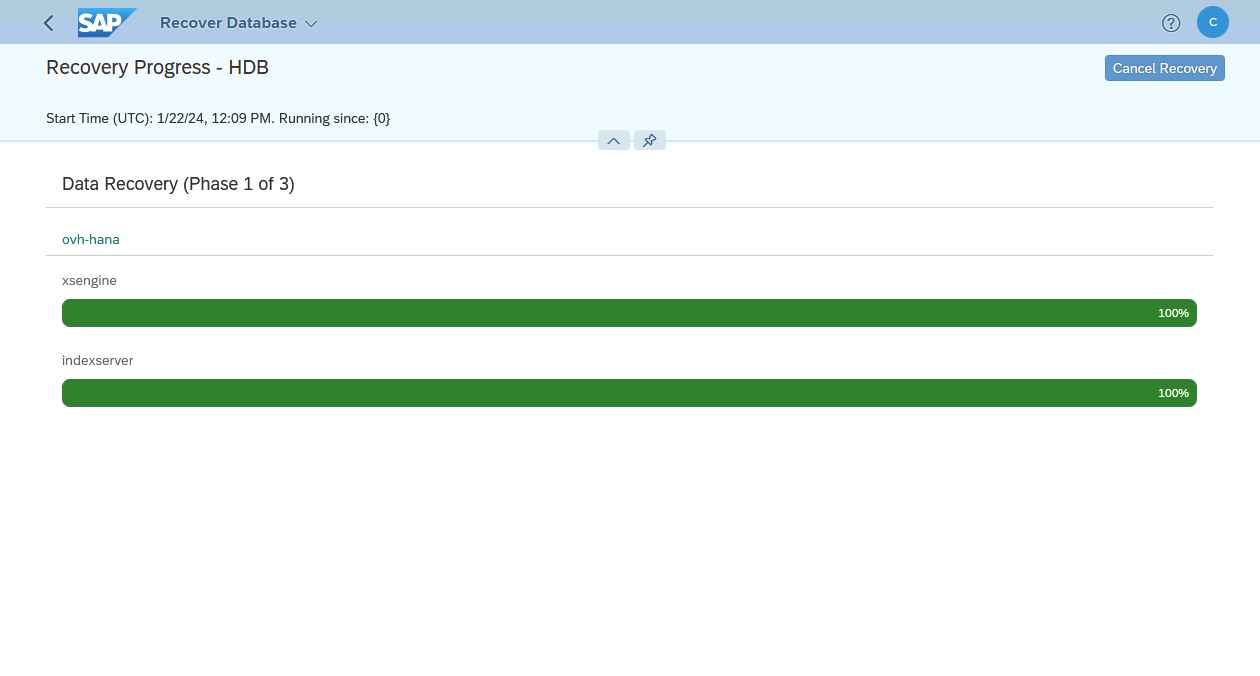 SAP Recover Database ? C
Recovery Progress - HDB Cancel Recovery
Start Time (UTC): 1/22/24, 12:09 PM. Running since: {0}
Data Recovery (Phase 1 of 3)
ovh-hana
xsengine
100%
indexserver
100%